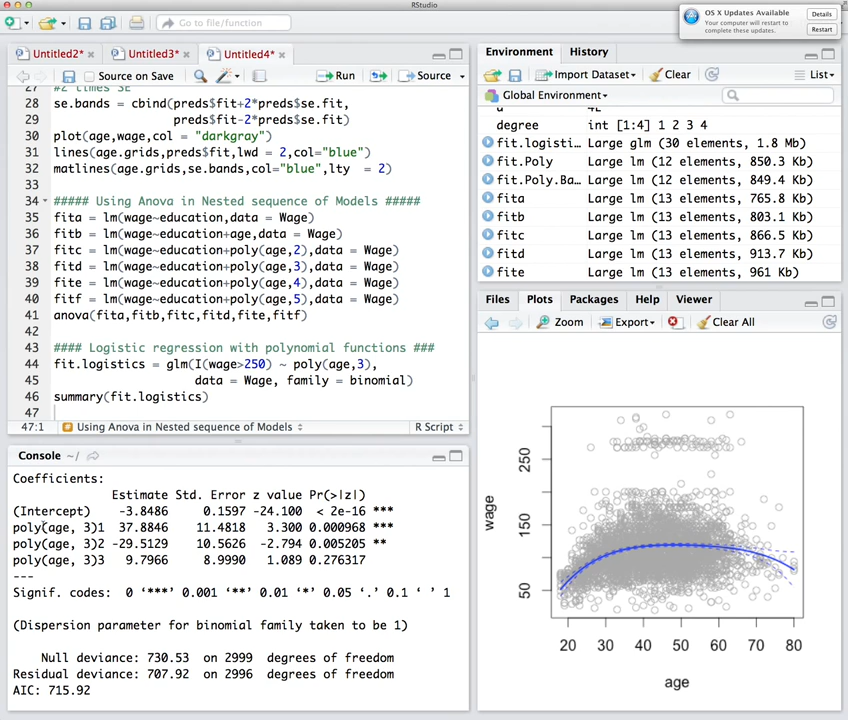 RStudio
Go to file/function
OS X Updates Available
Your computer will restart to
complete these updates.
Details
Restart
Untitled2*
Untitled3*
Untitled4*
Source on Save
Run
Source
27 #2 times SE
28 se.bands = cbind(preds$fit+2*preds$se.fit,
29 preds$fit-2*preds$se.fit)
30 plot(age,wage,col = "darkgray")
31 lines(age.grids,preds$fit,lwd = 2,col="blue")
32 matlines(age.grids,se.bands,col="blue",lty = 2)
33
34 ##### Using Anova in Nested sequence of Models #####
35 fita = lm(wage~education,data = Wage)
36 fitb = lm(wage~education+age,data = Wage)
37 fitc = lm(wage~education+poly(age,2),data = Wage)
38 fitd = lm(wage~education+poly(age,3),data = Wage)
39 fite = lm(wage~education+poly(age,4),data = Wage)
40 fitf = lm(wage~education+poly(age,5),data = Wage)
41 anova(fita,fitb,fitc,fitd,fite,fitf)
42
43 #### Logistic regression with polynomial functions ###
44 fit.logistics = glm(I(wage>250) ~ poly(age,3),
45 data = Wage, family = binomial)
46 summary(fit.logistics)
47
47:1 Using Anova in Nested sequence of Models
R Script
Console ~/
Coefficients:
Estimate Std. Error z value Pr(>|z|)
(Intercept) -3.8486 0.1597 -24.100 < 2e-16 ***
poly(age, 3)1 37.8846 11.4818 3.300 0.000968 ***
poly(age, 3)2 -29.5129 10.5626 -2.794 0.005205 **
poly(age, 3)3 9.7966 8.9990 1.089 0.276317
---
Signif. codes: 0 ‘***’ 0.001 ‘**’ 0.01 ‘*’ 0.05 ‘.’ 0.1 ‘ ’ 1
(Dispersion parameter for binomial family taken to be 1)
Null deviance: 730.53 on 2999 degrees of freedom
Residual deviance: 707.92 on 2996 degrees of freedom
AIC: 715.92
Environment
History
Import Dataset
Clear
List
Global Environment
degree int [1:4] 1 2 3 4
fit.logisti… Large glm (30 elements, 1.8 Mb)
fit.Poly Large lm (12 elements, 850.3 Kb)
fit.Poly.Ba… Large lm (12 elements, 849.4 Kb)
fita Large lm (13 elements, 765.8 Kb)
fitb Large lm (13 elements, 803.1 Kb)
fitc Large lm (13 elements, 866.5 Kb)
fitd Large lm (13 elements, 913.7 Kb)
fite Large lm (13 elements, 961 Kb)
Files
Plots
Packages
Help
Viewer
Zoom
Export
Clear All
wage
50 100 150 250
20 30 40 50 60 70 80
age